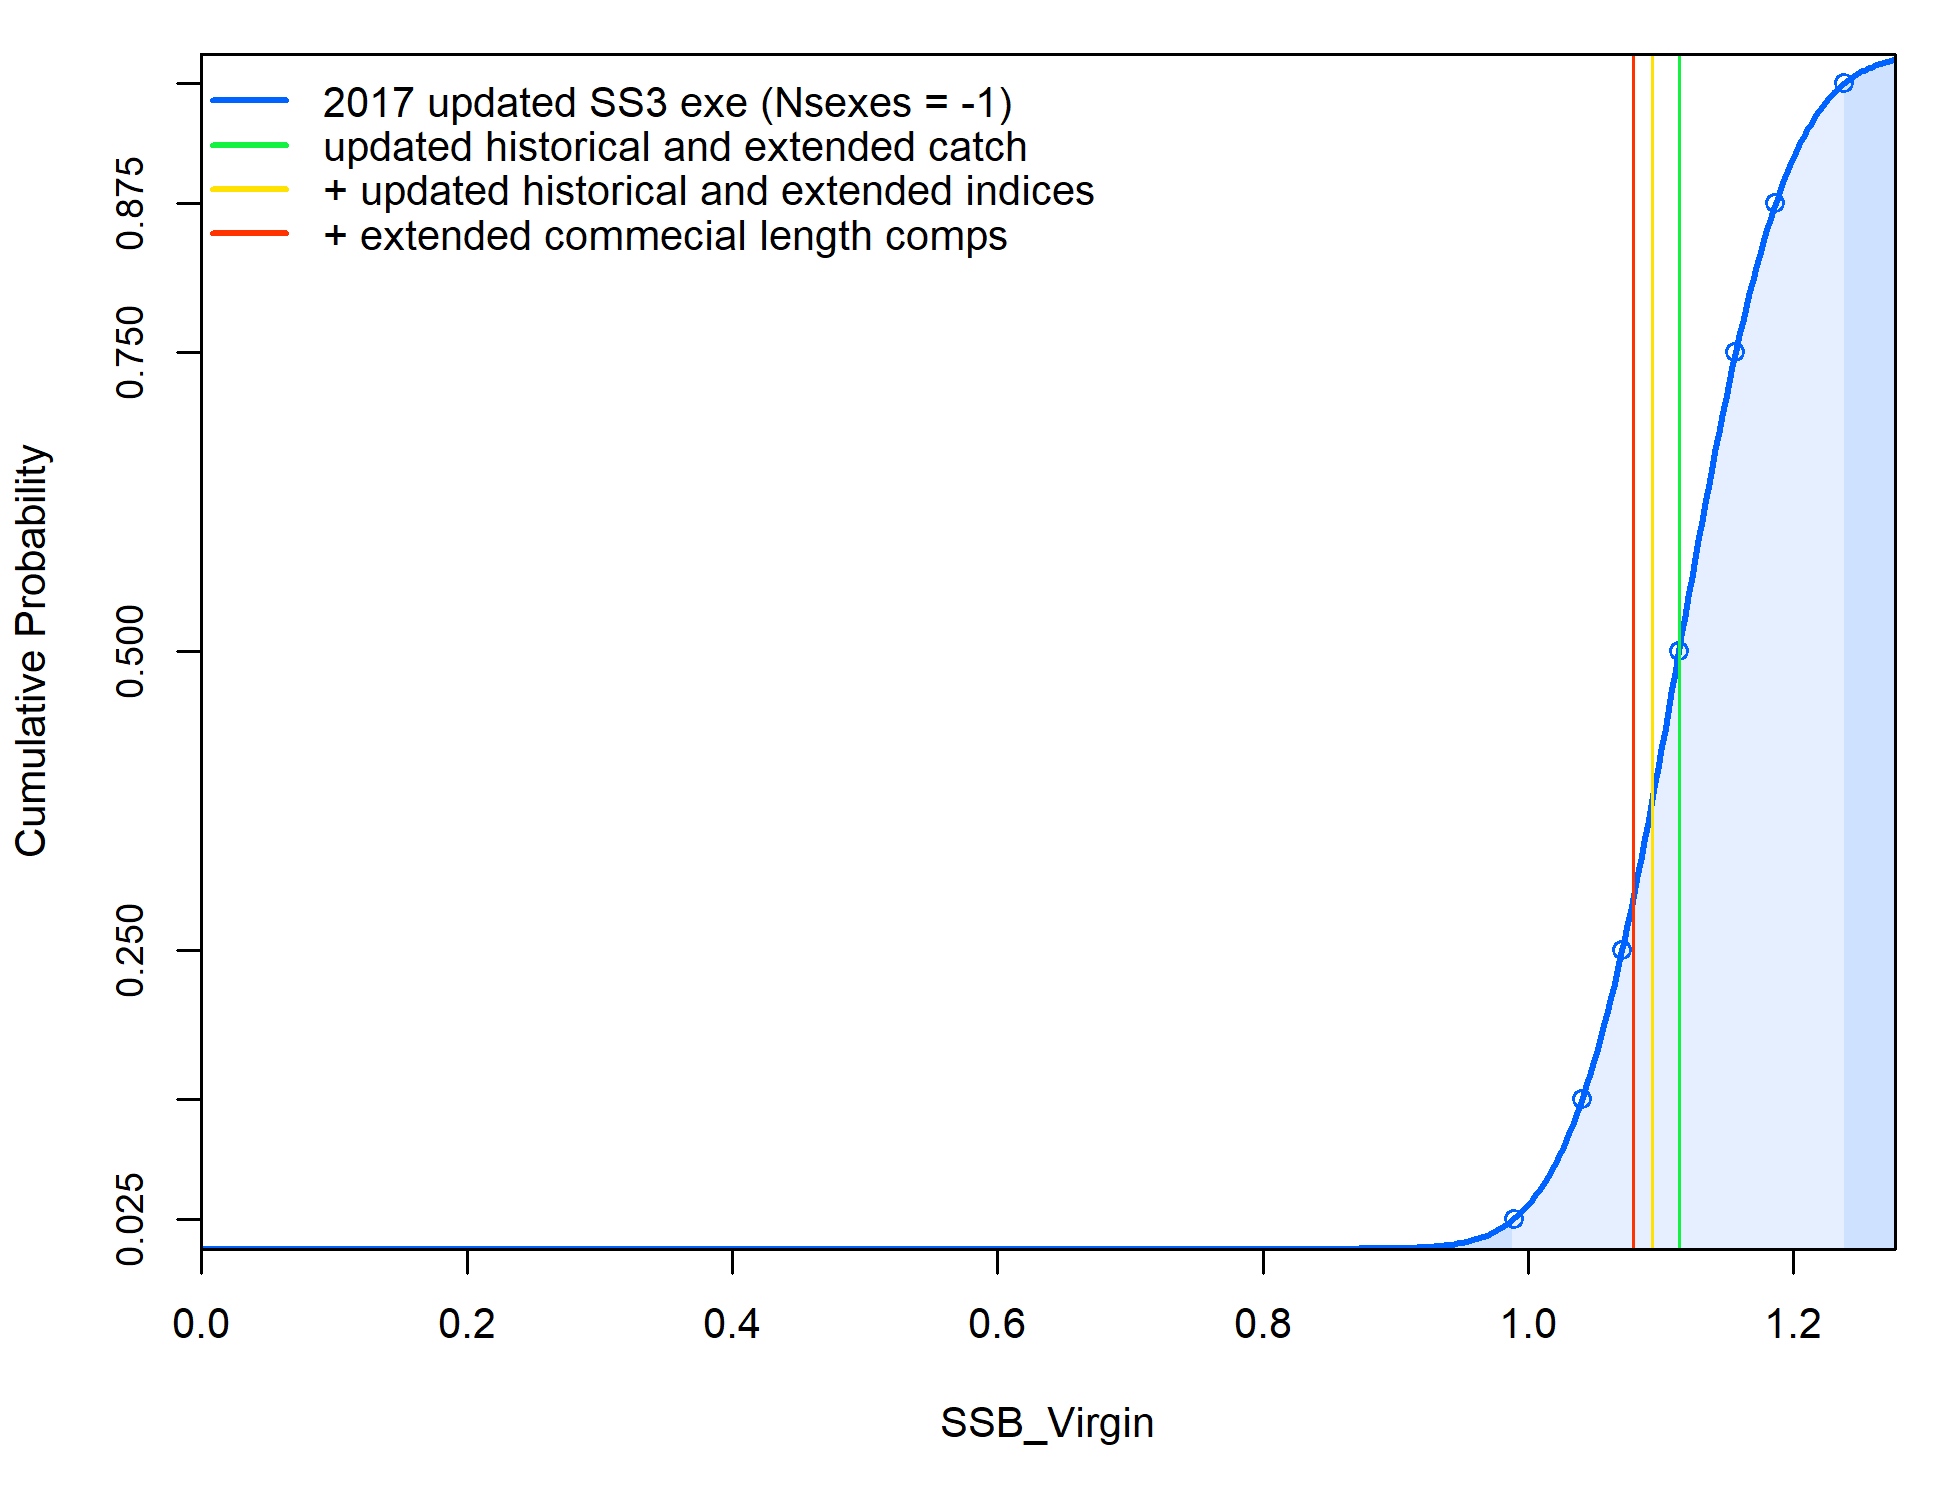 2017 updated SS3 exe (Nsexes = -1)
updated historical and extended catch
+ updated historical and extended indices
+ extended commecial length comps
Cumulative Probability
0.875
0.750
0.500
0.250
0.025
0.0 0.2 0.4 0.6 0.8 1.0 1.2
SSB_Virgin